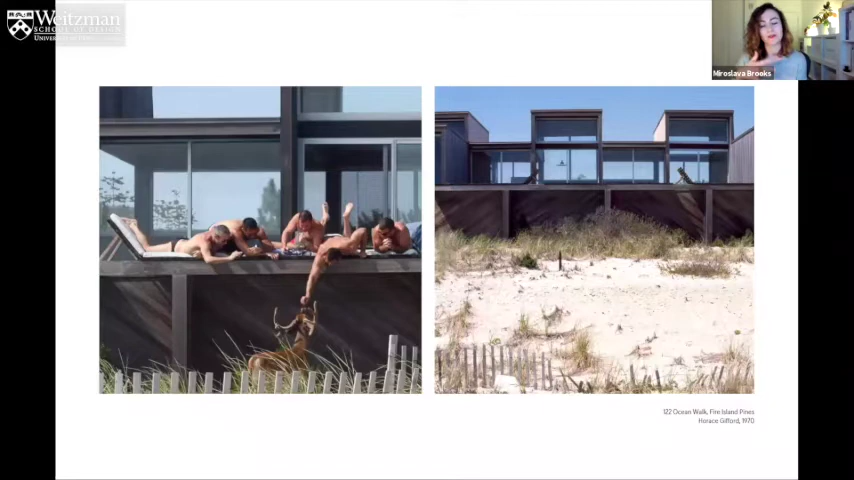 Weitzman
SCHOOL OF DESIGN
Miroslava Brooks
122 Ocean Walk, Fire Island Pines
Horace Gifford, 1970